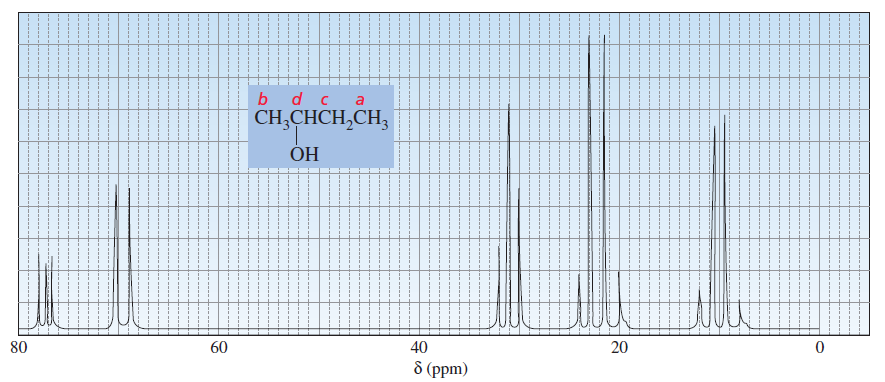 b d c a
CH₃CHCH₂CH₃
OH
80 60 40 20 0
δ (ppm)